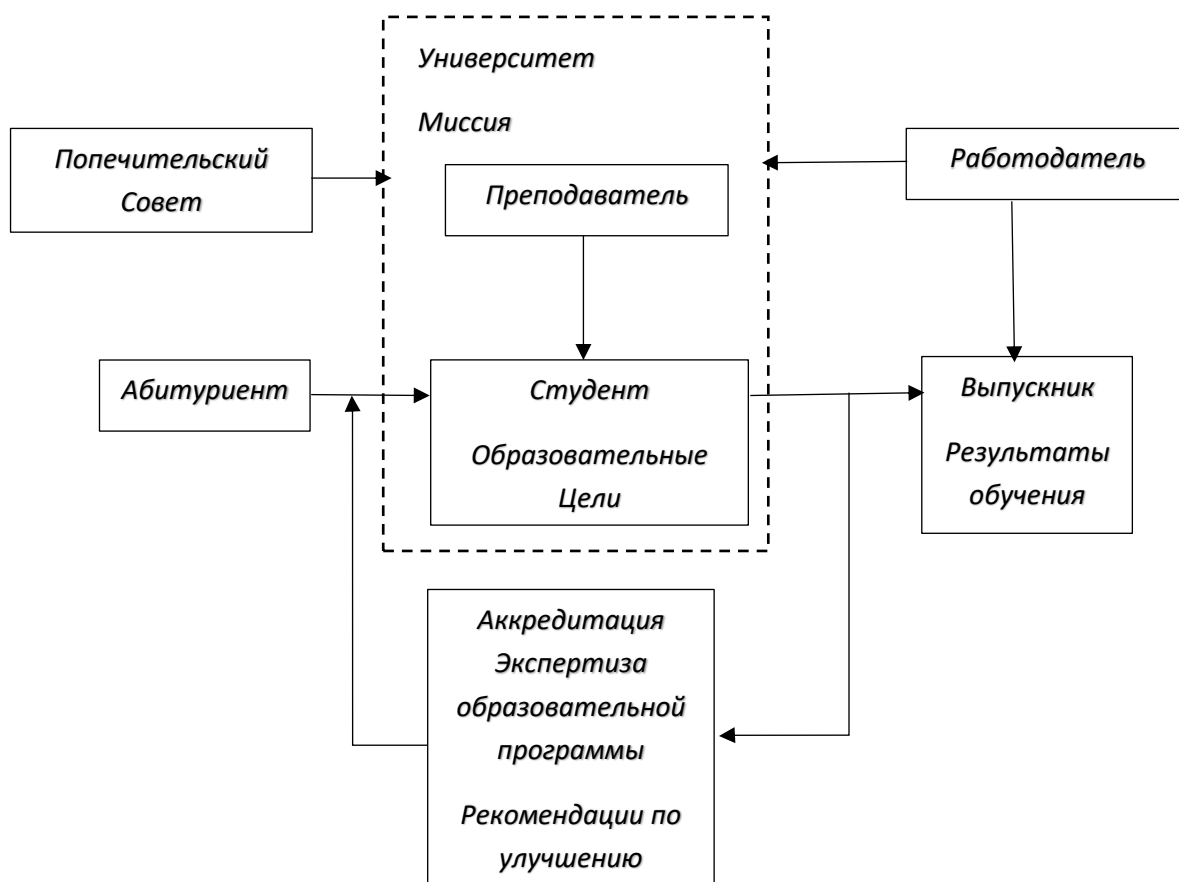 Университет
Миссия
Попечительский
Совет
Преподаватель
Работодатель
Абитуриент
Студент
Образовательные
Цели
Выпускник
Результаты
обучения
Аккредитация
Экспертиза
образовательной
программы
Рекомендации по
улучшению